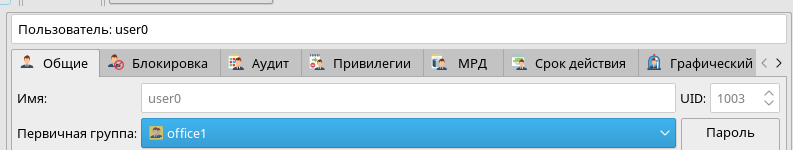 Пользователь: user0
Общие Блокировка Аудит Привилегии МРД Срок действия Графический
Имя: user0 UID: 1003
Первичная группа: office1 Пароль